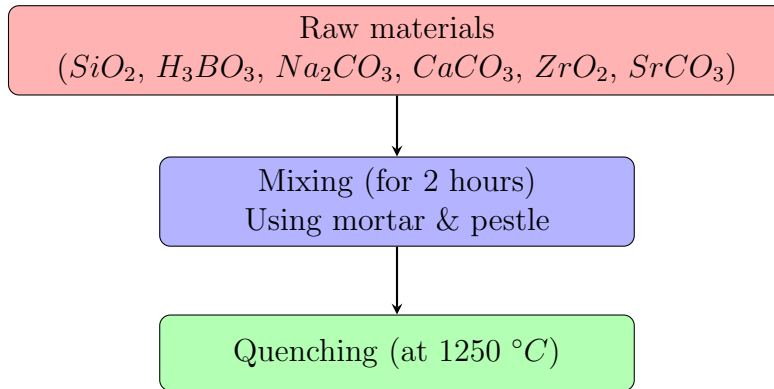 Raw materials
(SiO₂, H₃BO₃, Na₂CO₃, CaCO₃, ZrO₂, SrCO₃)
Mixing (for 2 hours)
Using mortar & pestle
Quenching (at 1250 °C)